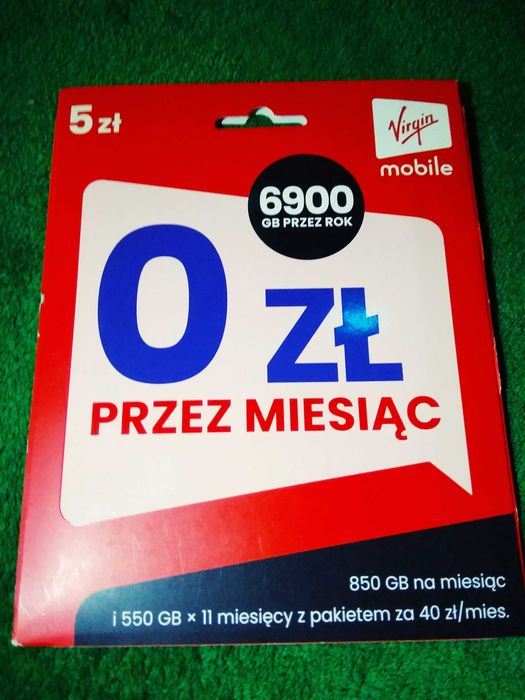 5 zł
Virgin
mobile
6900
GB PRZEZ ROK
0 ZŁ
PRZEZ MIESIĄC
850 GB na miesiąc
i 550 GB × 11 miesięcy z pakietem za 40 zł/mies.